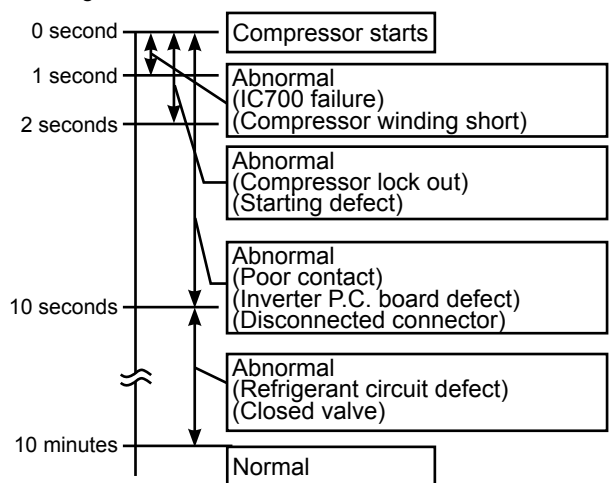 0 second
Compressor starts
1 second
Abnormal
(IC700 failure)
(Compressor winding short)
2 seconds
Abnormal
(Compressor lock out)
(Starting defect)
Abnormal
(Poor contact)
(Inverter P.C. board defect)
(Disconnected connector)
10 seconds
Abnormal
(Refrigerant circuit defect)
(Closed valve)
10 minutes
Normal